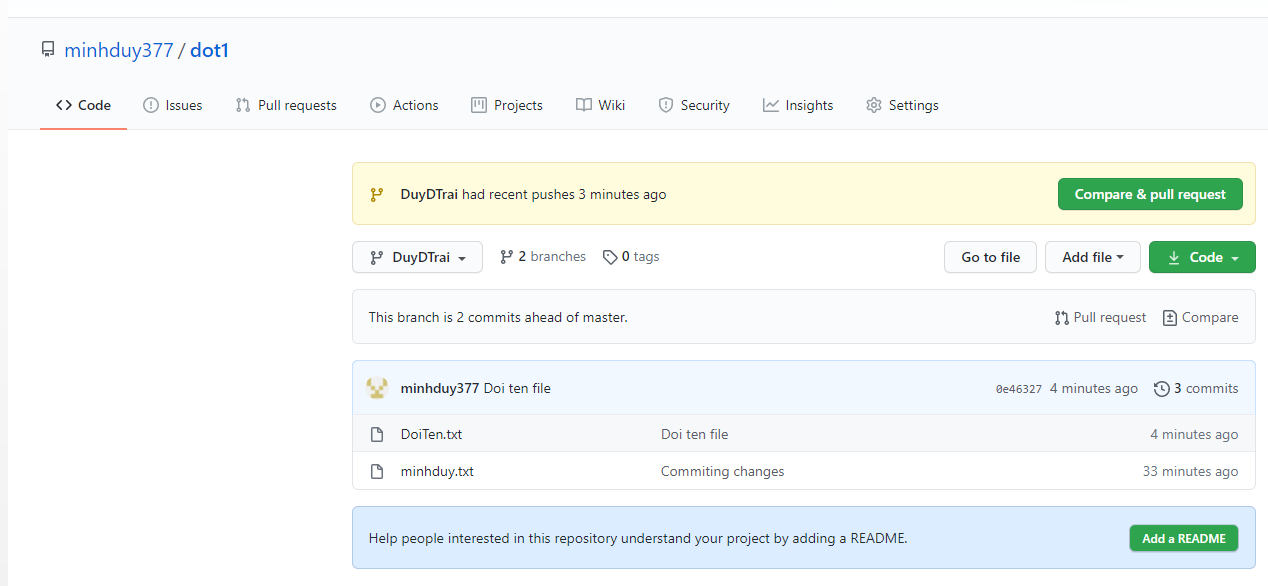 minhduy377 / dot1
Code Issues Pull requests Actions Projects Wiki Security Insights Settings
DuyDTrai had recent pushes 3 minutes ago Compare & pull request
DuyDTrai 2 branches 0 tags Go to file Add file Code
This branch is 2 commits ahead of master. Pull request Compare
minhduy377 Doi ten file 0e46327 4 minutes ago 3 commits
DoiTen.txt Doi ten file 4 minutes ago
minhduy.txt Commiting changes 33 minutes ago
Help people interested in this repository understand your project by adding a README. Add a README